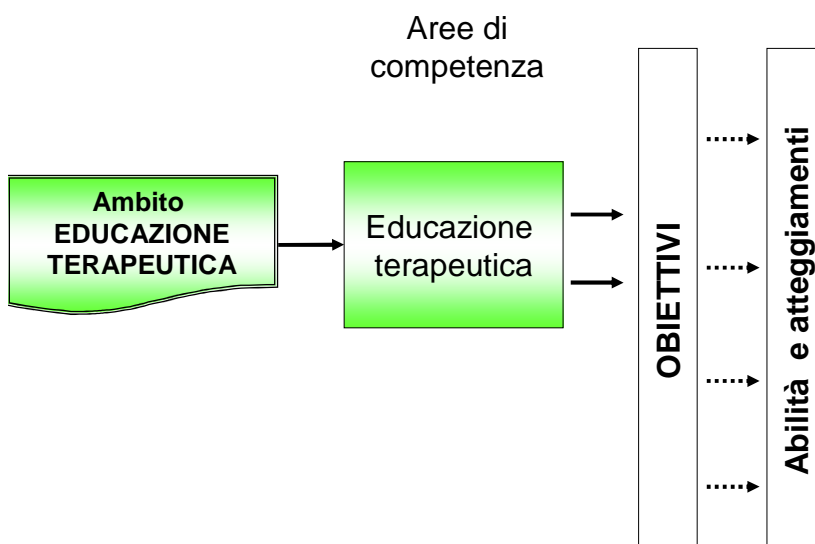 Aree di
competenza
Ambito
EDUCAZIONE
TERAPEUTICA
Educazione
terapeutica
OBIETTIVI
Abilità e atteggiamenti